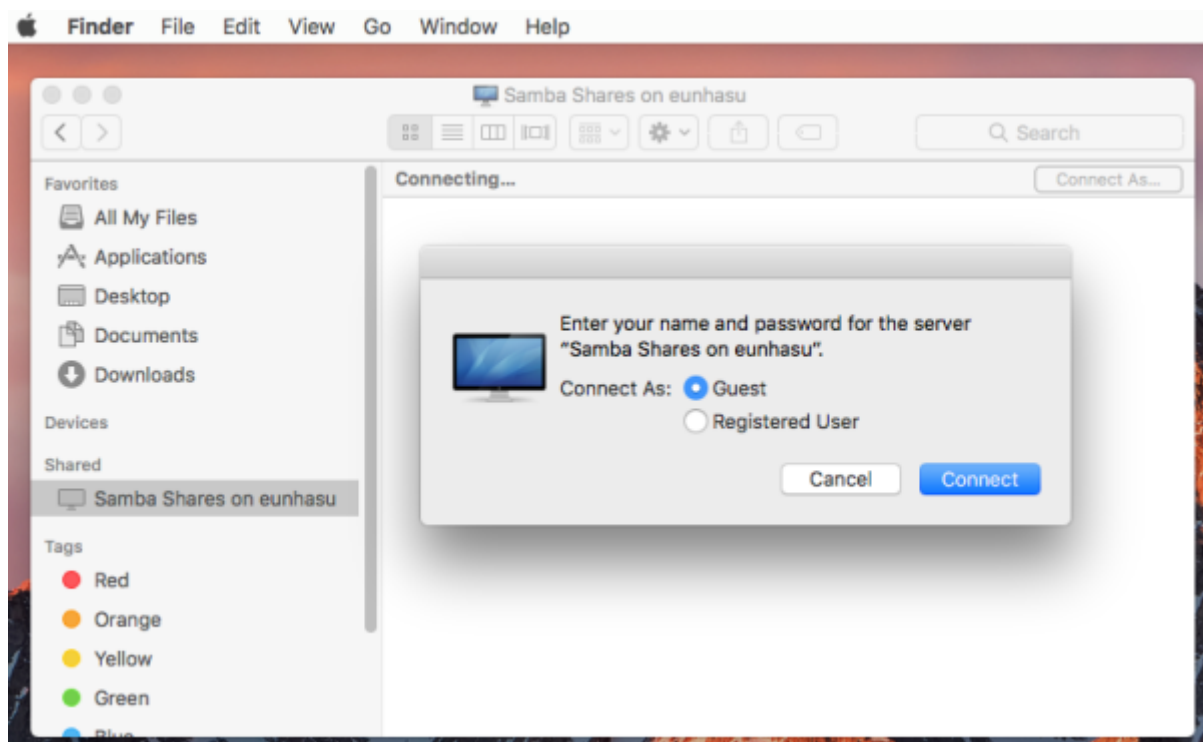 Finder File Edit View Go Window Help
Samba Shares on eunhasu
Search
Favorites
All My Files
Applications
Desktop
Documents
Downloads
Devices
Shared
Samba Shares on eunhasu
Tags
Red
Orange
Yellow
Green
Blue
Connecting...
Connect As...
Enter your name and password for the server
“Samba Shares on eunhasu”.
Connect As: Guest
Registered User
Cancel Connect